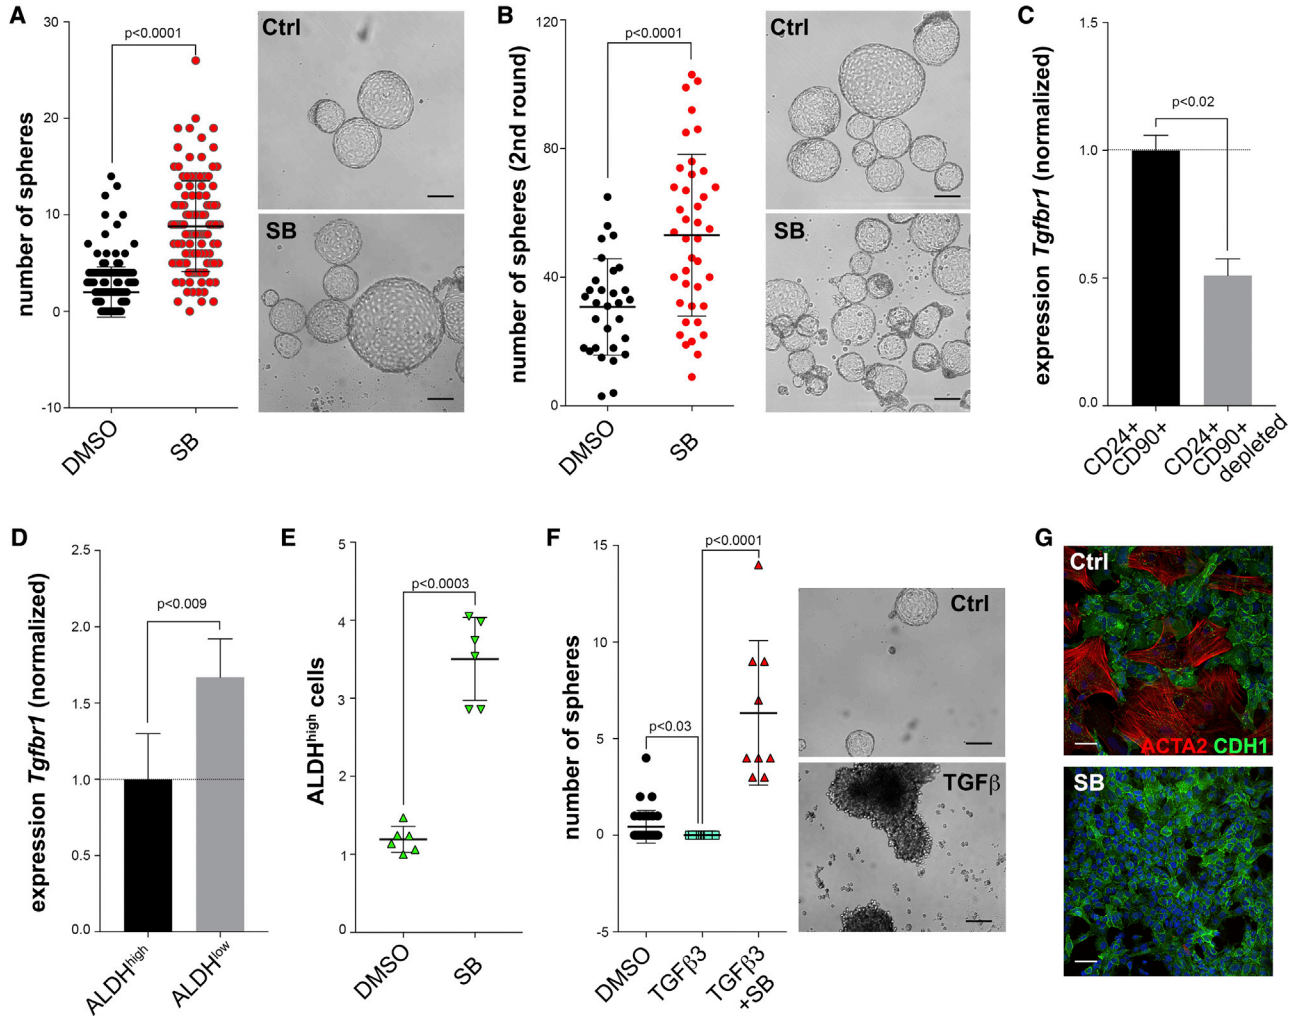 A
number of spheres
30
20
10
0
-10
p<0.0001
DMSO
SB
Ctrl
SB
B
number of spheres (2nd round)
120
80
40
0
p<0.0001
DMSO
SB
Ctrl
SB
C
expression Tgfbr1 (normalized)
1.5
1.0
0.5
0.0
p<0.02
CD24+
CD90+
CD24+
CD90+
depleted
D
expression Tgfbr1 (normalized)
2.5
2.0
1.5
1.0
0.5
0.0
p<0.009
ALDHhigh
ALDHlow
E
ALDHhigh cells
5
4
3
2
1
0
p<0.0003
DMSO
SB
F
number of spheres
15
10
5
0
-5
p<0.0001
p<0.03
DMSO
TGFβ3
TGFβ3
+SB
Ctrl
TGFβ
G
Ctrl
ACTA2 CDH1
SB